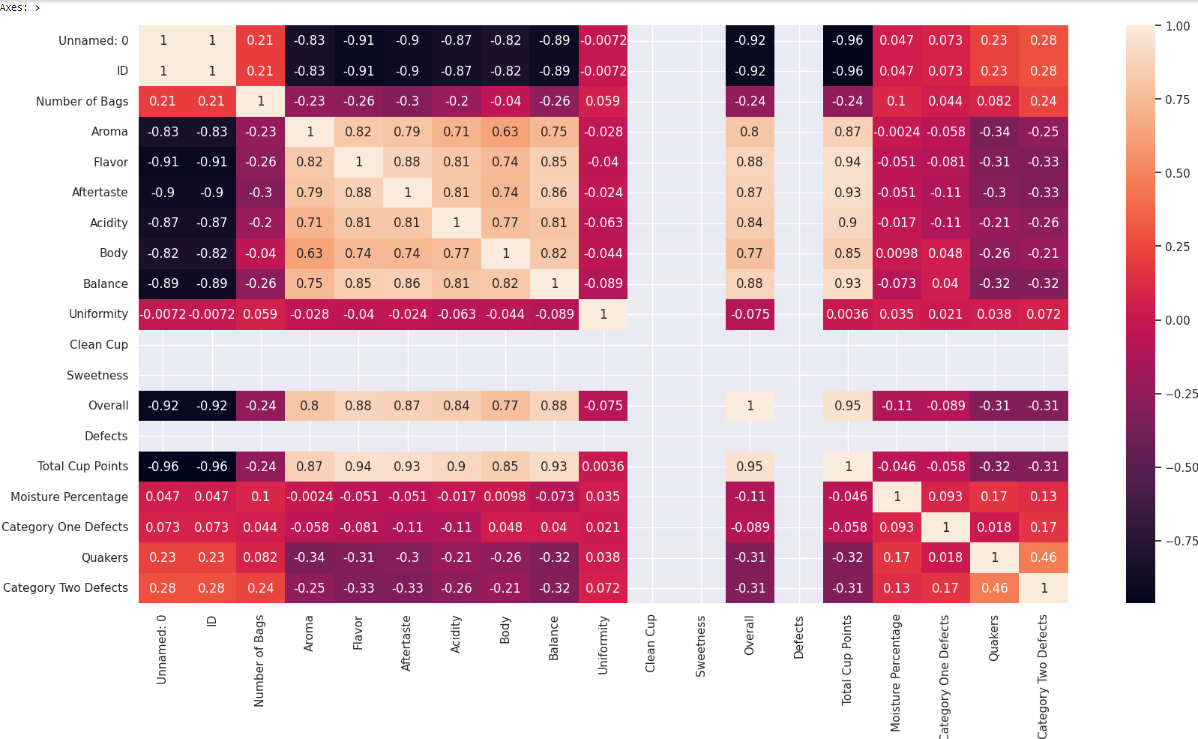 Axes: >
Unnamed: 0 1 1 0.21 -0.83 -0.91 -0.9 -0.87 -0.82 -0.89 -0.0072 -0.92 -0.96 0.047 0.073 0.23 0.28
ID 1 1 0.21 -0.83 -0.91 -0.9 -0.87 -0.82 -0.89 -0.0072 -0.92 -0.96 0.047 0.073 0.23 0.28
Number of Bags 0.21 0.21 1 -0.23 -0.26 -0.3 -0.2 -0.04 -0.26 0.059 -0.24 -0.24 0.1 0.044 0.082 0.24
Aroma -0.83 -0.83 -0.23 1 0.82 0.79 0.71 0.63 0.75 -0.028 0.8 0.87 -0.0024 -0.058 -0.34 -0.25
Flavor -0.91 -0.91 -0.26 0.82 1 0.88 0.81 0.74 0.85 -0.04 0.88 0.94 -0.051 -0.081 -0.31 -0.33
Aftertaste -0.9 -0.9 -0.3 0.79 0.88 1 0.81 0.74 0.86 -0.024 0.87 0.93 -0.051 -0.11 -0.3 -0.33
Acidity -0.87 -0.87 -0.2 0.71 0.81 0.81 1 0.77 0.81 -0.063 0.84 0.9 -0.017 -0.11 -0.21 -0.26
Body -0.82 -0.82 -0.04 0.63 0.74 0.74 0.77 1 0.82 -0.044 0.77 0.85 0.0098 0.048 -0.26 -0.21
Balance -0.89 -0.89 -0.26 0.75 0.85 0.86 0.81 0.82 1 -0.089 0.88 0.93 -0.073 0.04 -0.32 -0.32
Uniformity -0.0072 -0.0072 0.059 -0.028 -0.04 -0.024 -0.063 -0.044 -0.089 1 -0.075 0.0036 0.035 0.021 0.038 0.072
Clean Cup
Sweetness
Overall -0.92 -0.92 -0.24 0.8 0.88 0.87 0.84 0.77 0.88 -0.075 1 0.95 -0.11 -0.089 -0.31 -0.31
Defects
Total Cup Points -0.96 -0.96 -0.24 0.87 0.94 0.93 0.9 0.85 0.93 0.0036 0.95 1 -0.046 -0.058 -0.32 -0.31
Moisture Percentage 0.047 0.047 0.1 -0.0024 -0.051 -0.051 -0.017 0.0098 -0.073 0.035 -0.11 -0.046 1 0.093 0.17 0.13
Category One Defects 0.073 0.073 0.044 -0.058 -0.081 -0.11 -0.11 0.048 0.04 0.021 -0.089 -0.058 0.093 1 0.018 0.17
Quakers 0.23 0.23 0.082 -0.34 -0.31 -0.3 -0.21 -0.26 -0.32 0.038 -0.31 -0.32 0.17 0.018 1 0.46
Category Two Defects 0.28 0.28 0.24 -0.25 -0.33 -0.33 -0.26 -0.21 -0.32 0.072 -0.31 -0.31 0.13 0.17 0.46 1
Unnamed: 0
ID
Number of Bags
Aroma
Flavor
Aftertaste
Acidity
Body
Balance
Uniformity
Clean Cup
Sweetness
Overall
Defects
Total Cup Points
Moisture Percentage
Category One Defects
Quakers
Category Two Defects
1.00
0.75
0.50
0.25
0.00
−0.25
−0.50
−0.75